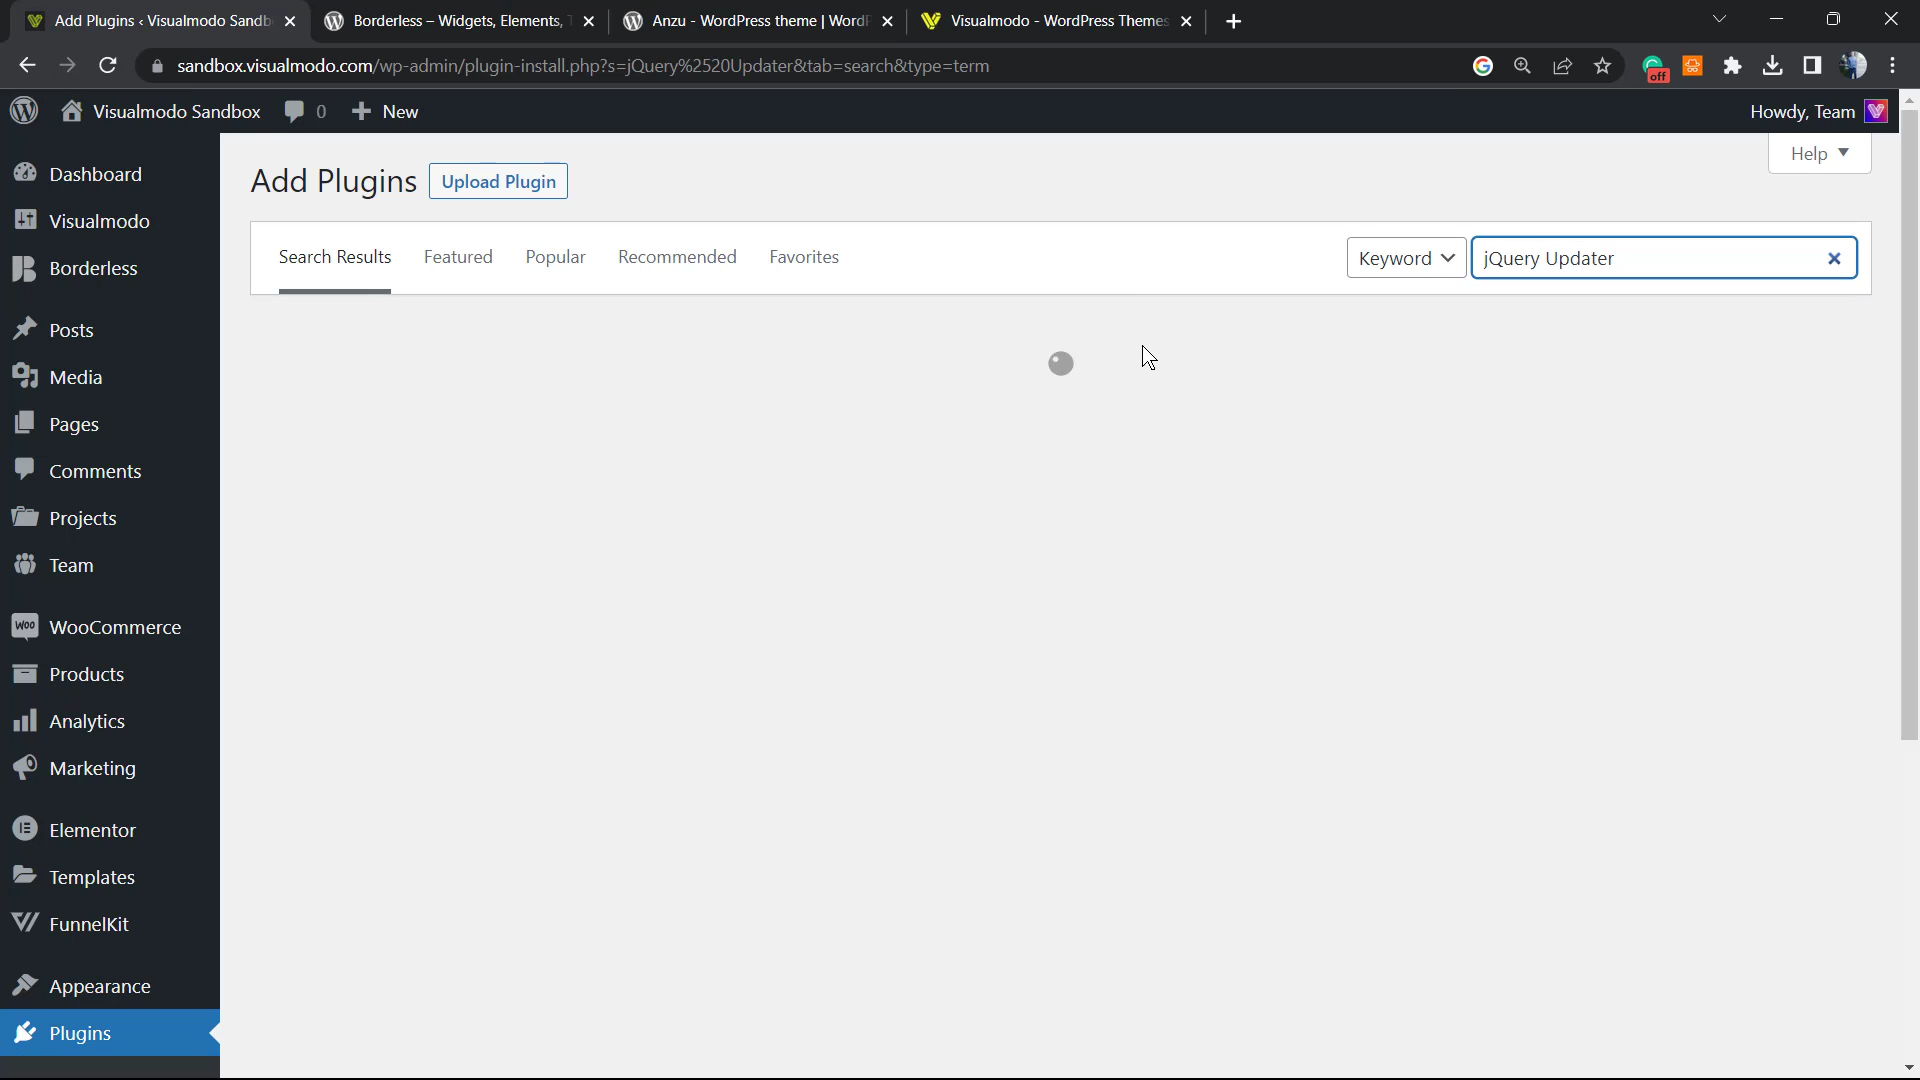 Add Plugins ‹ Visualmodo Sandb
Borderless – Widgets, Elements, T
Anzu - WordPress theme | WordP
Visualmodo - WordPress Themes
sandbox.visualmodo.com/wp-admin/plugin-install.php?s=jQuery%2520Updater&tab=search&type=term
off
Visualmodo Sandbox
0
New
Howdy, Team
Help
Dashboard
Visualmodo
Borderless
Posts
Media
Pages
Comments
Projects
Team
Woo WooCommerce
Products
Analytics
Marketing
Elementor
Templates
FunnelKit
Appearance
Plugins
Add Plugins
Upload Plugin
Search Results
Featured
Popular
Recommended
Favorites
Keyword
jQuery Updater